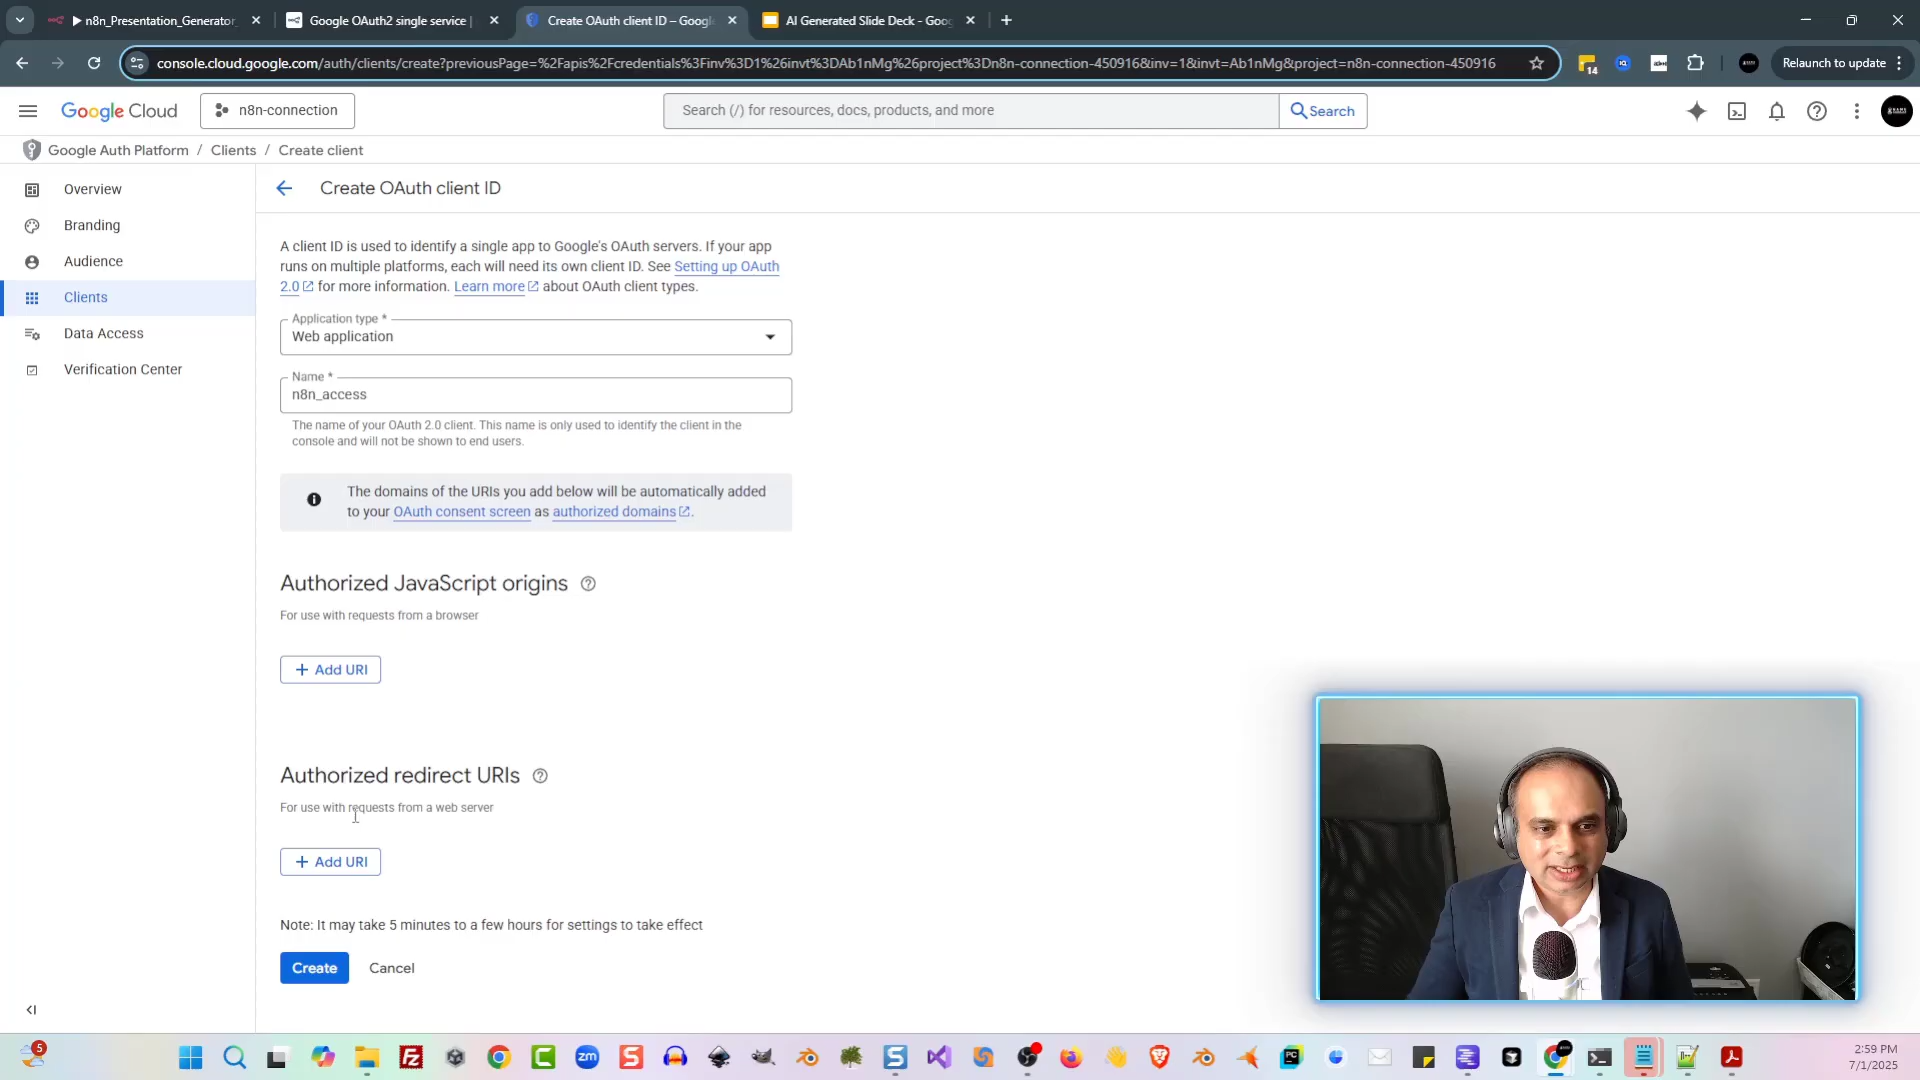 n8n_Presentation_Generator
Google OAuth2 single service |
Create OAuth client ID – Google
AI Generated Slide Deck - Goo
console.cloud.google.com/auth/clients/create?previousPage=%2Fapis%2Fcredentials%3Finv%3D1%26invt%3DAb1nMg%26project%3Dn8n-connection-450916&inv=1&invt=Ab1nMg&project=n8n-connection-450916
14
Relaunch to update
Google Cloud
n8n-connection
Search (/) for resources, docs, products, and more
Search
Google Auth Platform / Clients / Create client
Overview
Branding
Audience
Clients
Data Access
Verification Center
Create OAuth client ID
A client ID is used to identify a single app to Google's OAuth servers. If your app
runs on multiple platforms, each will need its own client ID. See Setting up OAuth
2.0 for more information. Learn more about OAuth client types.
Application type *
Web application
Name *
n8n_access
The name of your OAuth 2.0 client. This name is only used to identify the client in the
console and will not be shown to end users.
The domains of the URIs you add below will be automatically added
to your OAuth consent screen as authorized domains.
Authorized JavaScript origins
For use with requests from a browser
+ Add URI
Authorized redirect URIs
For use with requests from a web server
+ Add URI
Note: It may take 5 minutes to a few hours for settings to take effect
Create
Cancel
5
zm
2:59 PM
7/1/2025